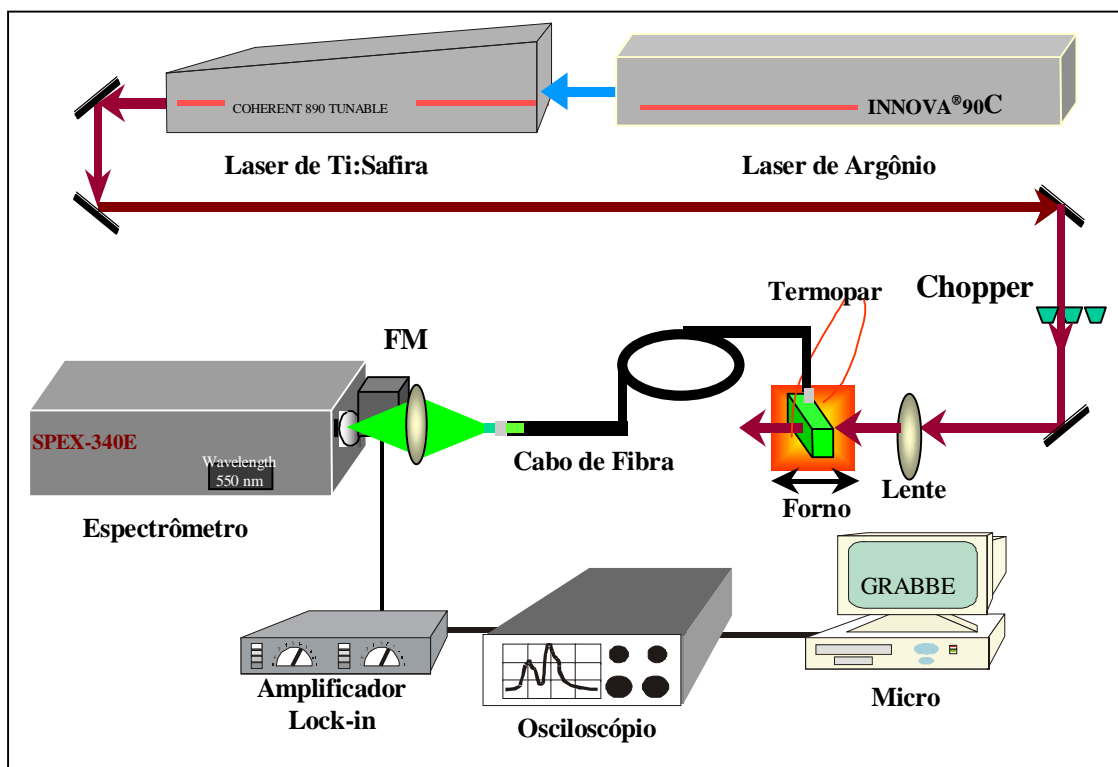 COHERENT 890 TUNABLE
INNOVA®90C
Laser de Ti:Safira
Laser de Argônio
Termopar
Chopper
FM
SPEX-340E
Wavelength
550 nm
Cabo de Fibra
Lente
Forno
Espectrômetro
GRABBE
Amplificador
Lock-in
Osciloscópio
Micro